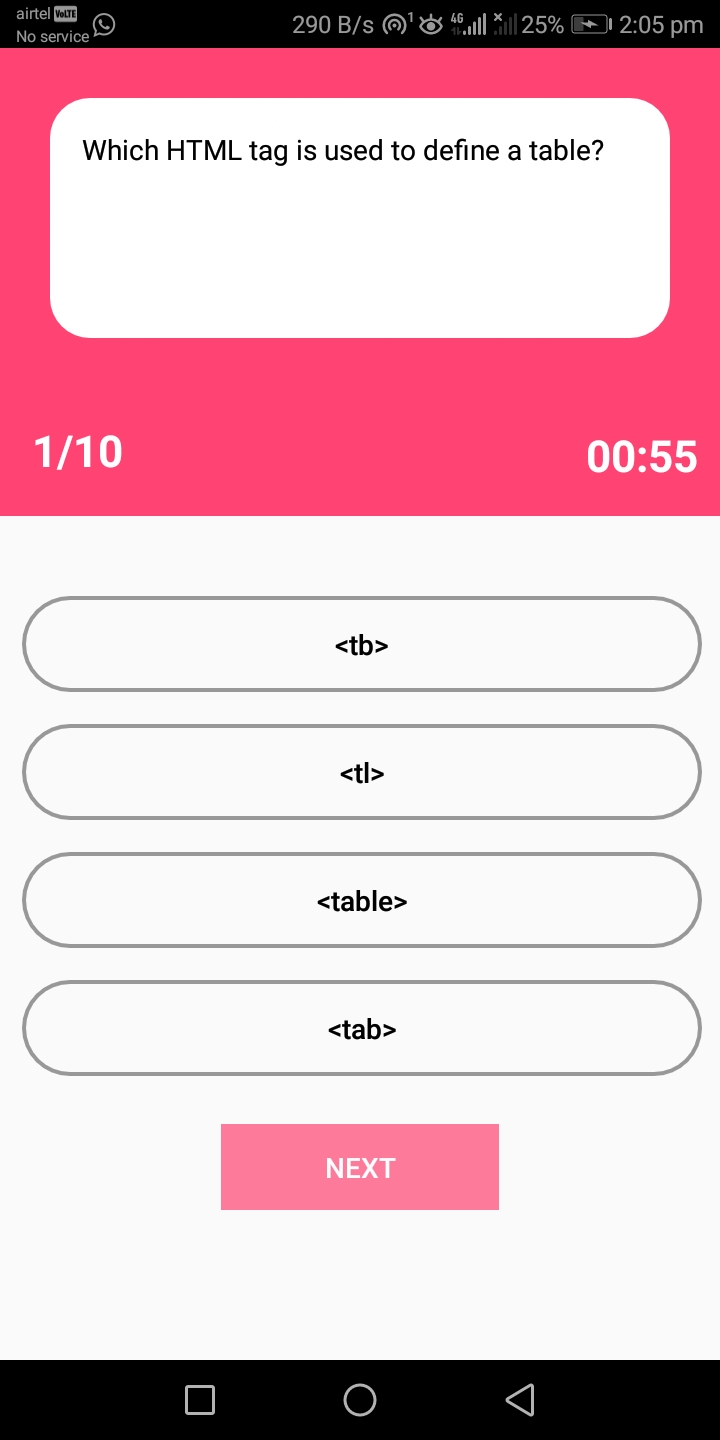 airtel VoLTE
No service
290 B/s 1 4G 25% 2:05 pm
Which HTML tag is used to define a table?
1/10
00:55
<tb>
<tl>
<table>
<tab>
NEXT